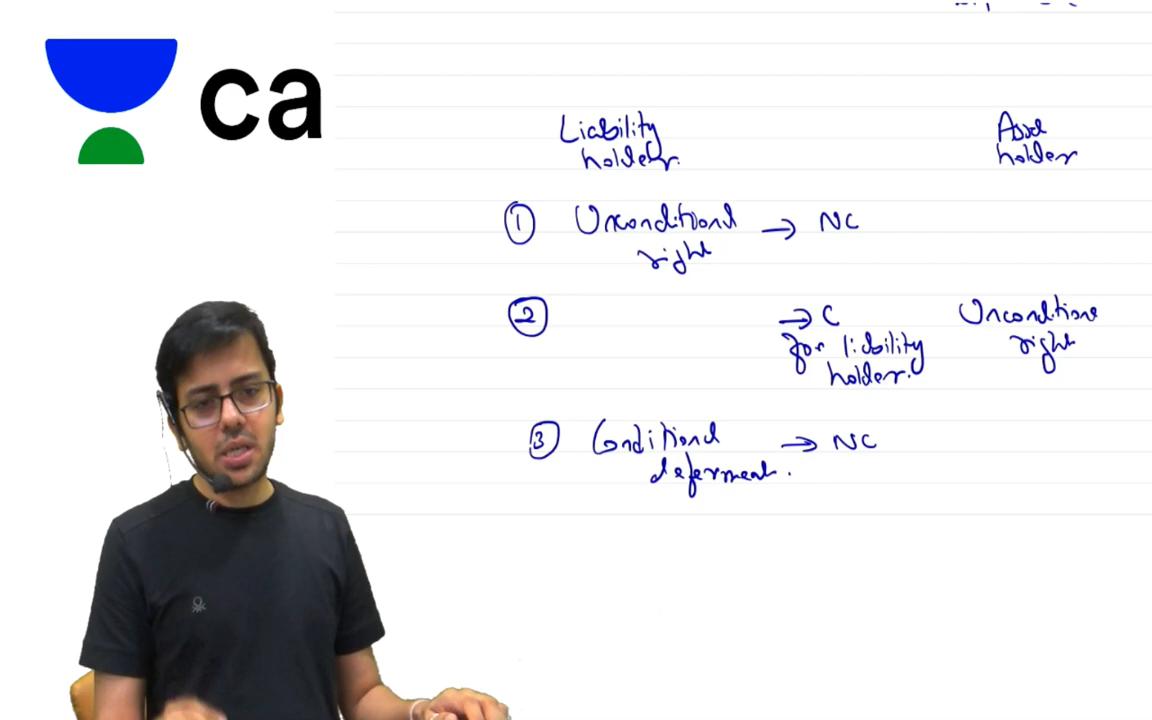 ca
Liability holder.
Asset holder
① Unconditional right → NC
② → C for liability holder. Unconditional right
③ Conditional deferment. → NC